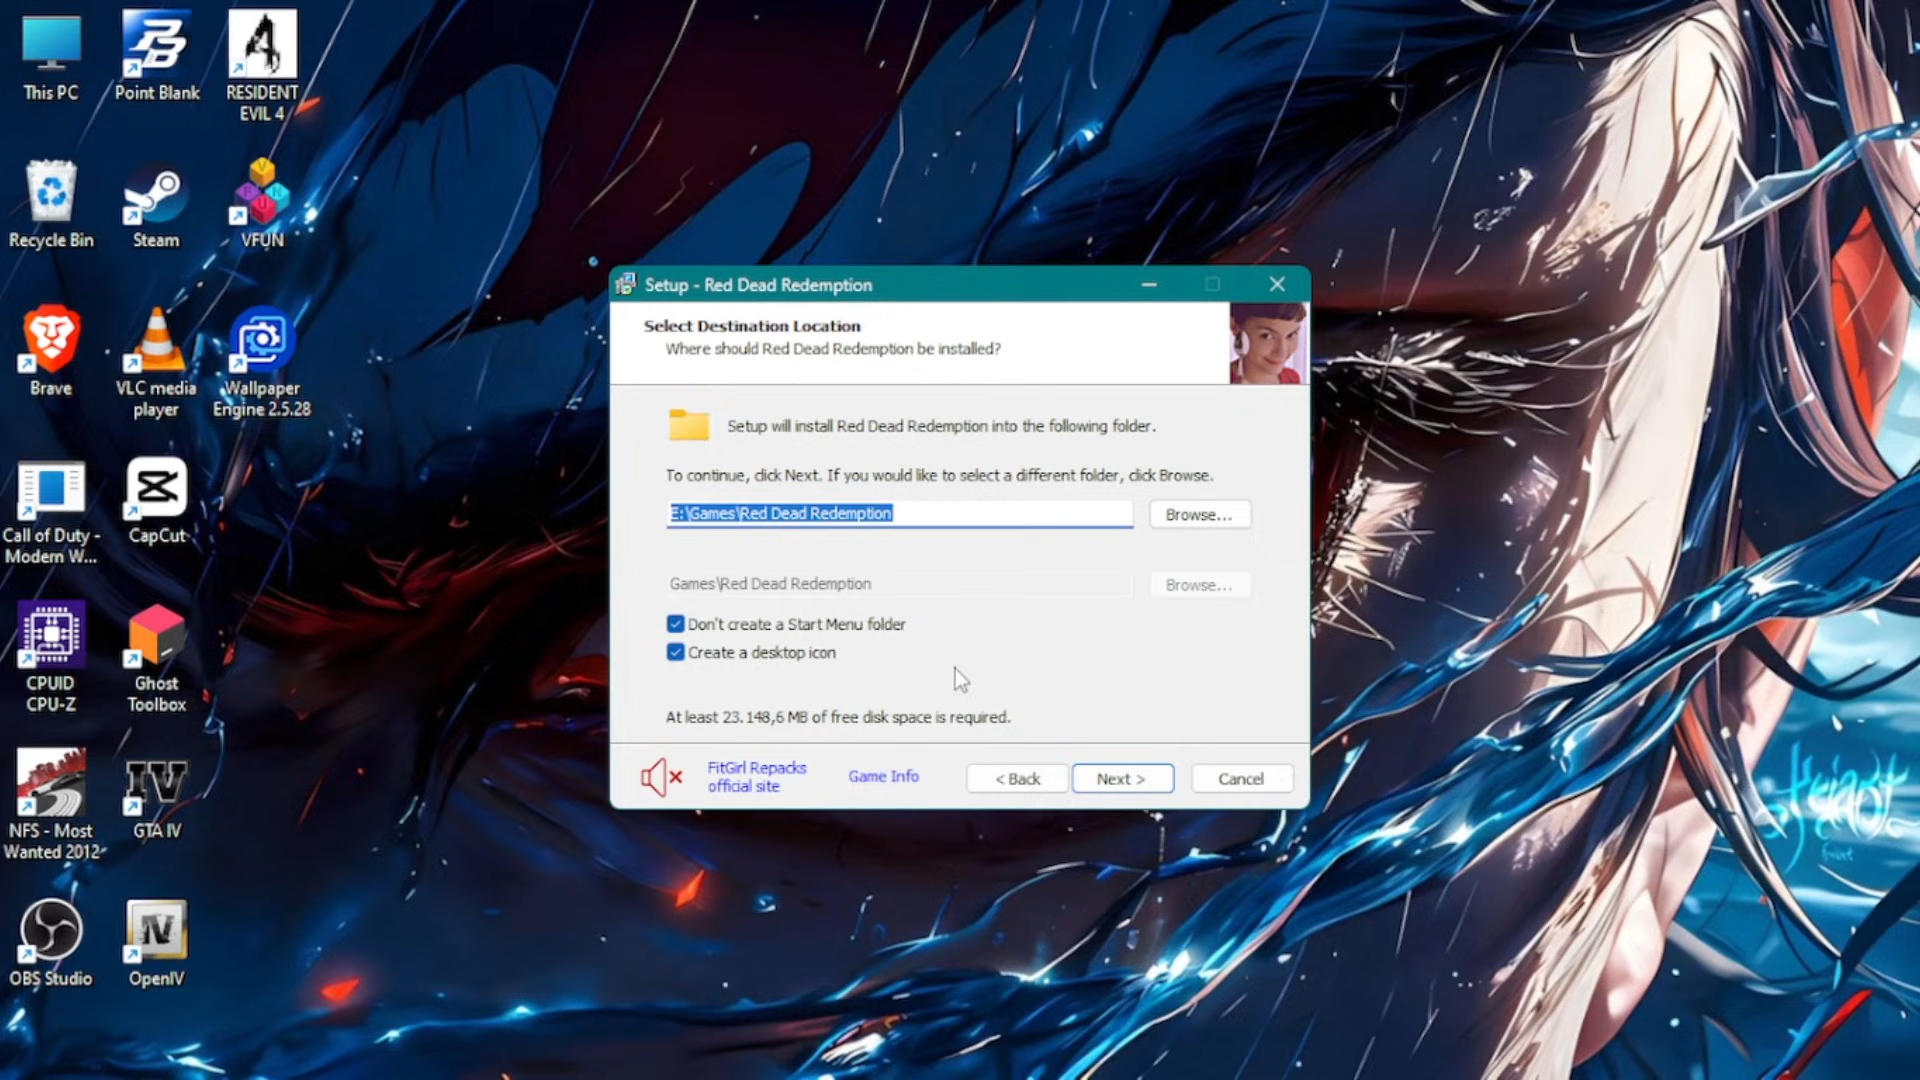 This PC
Point Blank
RESIDENT
EVIL 4
Recycle Bin
Steam
VFUN
Brave
VLC media
player
Wallpaper
Engine 2.5.28
Call of Duty -
Modern W...
CapCut
CPUID
CPU-Z
Ghost
Toolbox
NFS - Most
Wanted 2012
GTA IV
OBS Studio
OpenIV
Setup - Red Dead Redemption
Select Destination Location
Where should Red Dead Redemption be installed?
Setup will install Red Dead Redemption into the following folder.
To continue, click Next. If you would like to select a different folder, click Browse.
E:\Games\Red Dead Redemption
Browse...
Games\Red Dead Redemption
Browse...
Don't create a Start Menu folder
Create a desktop icon
At least 23.148,6 MB of free disk space is required.
FitGirl Repacks
official site
Game Info
< Back
Next >
Cancel